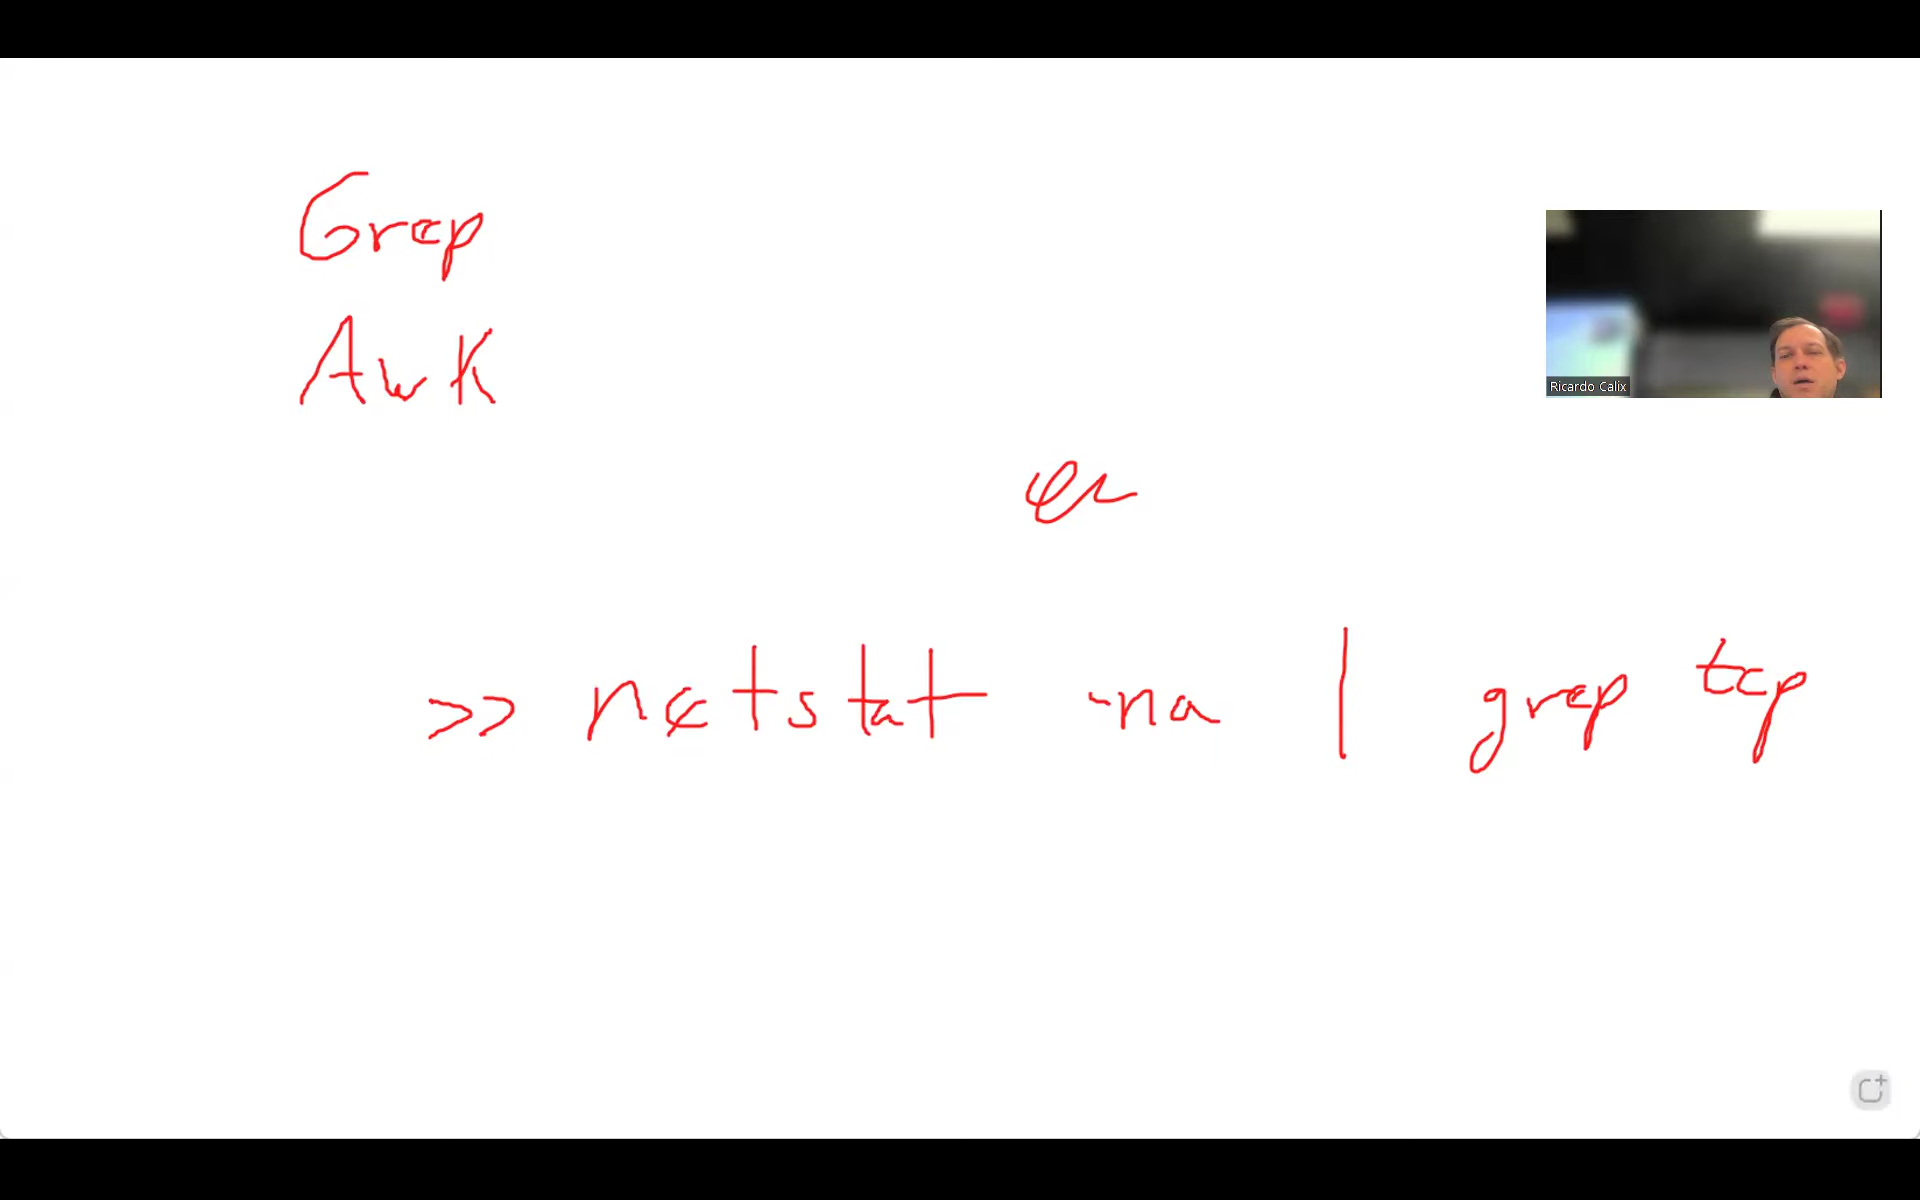 Grep
Ricardo Calix
Awk
>> netstat -na | grep tcp